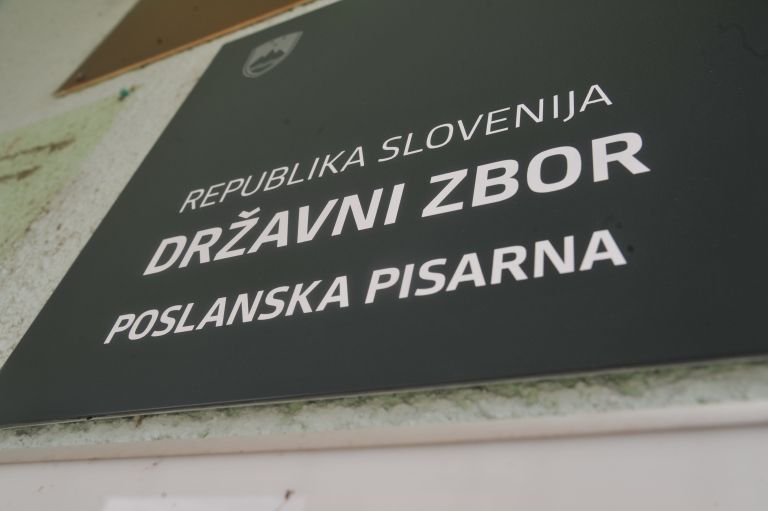 REPUBLIKA SLOVENIJA
DRŽAVNI ZBOR
POSLANSKA PISARNA